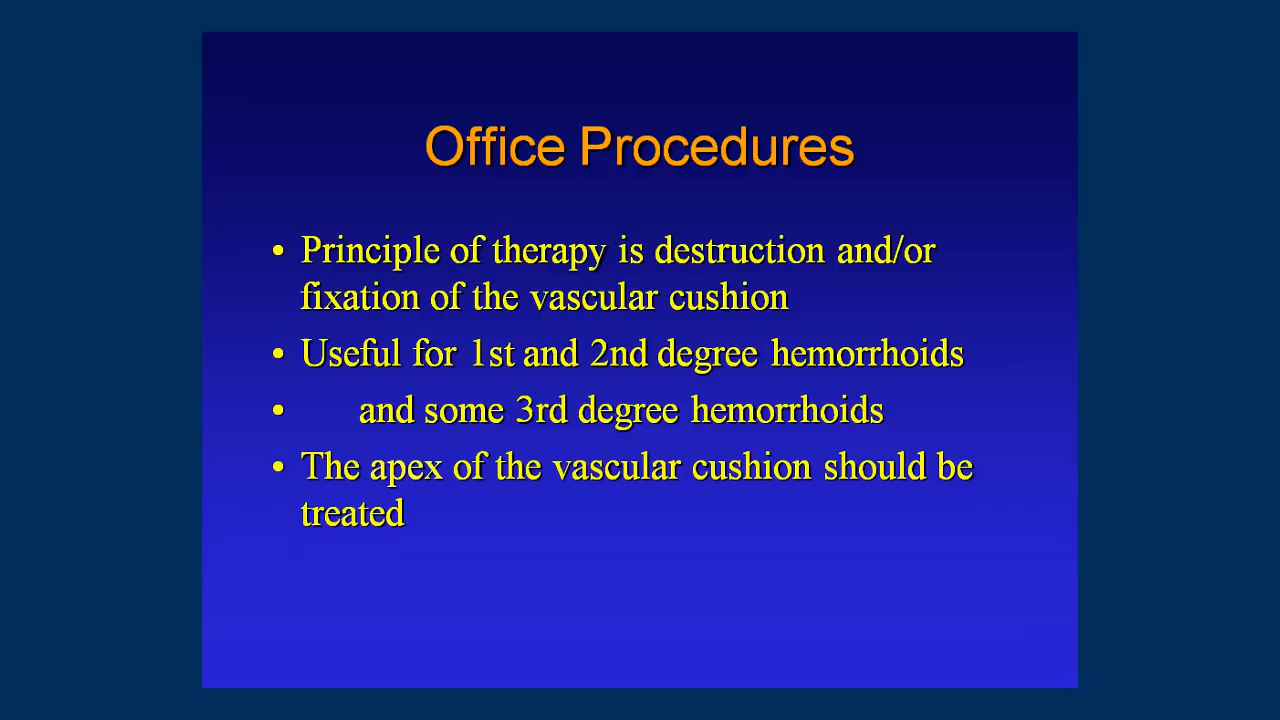 Office Procedures
• Principle of therapy is destruction and/or
fixation of the vascular cushion
• Useful for 1st and 2nd degree hemorrhoids
• and some 3rd degree hemorrhoids
• The apex of the vascular cushion should be
treated